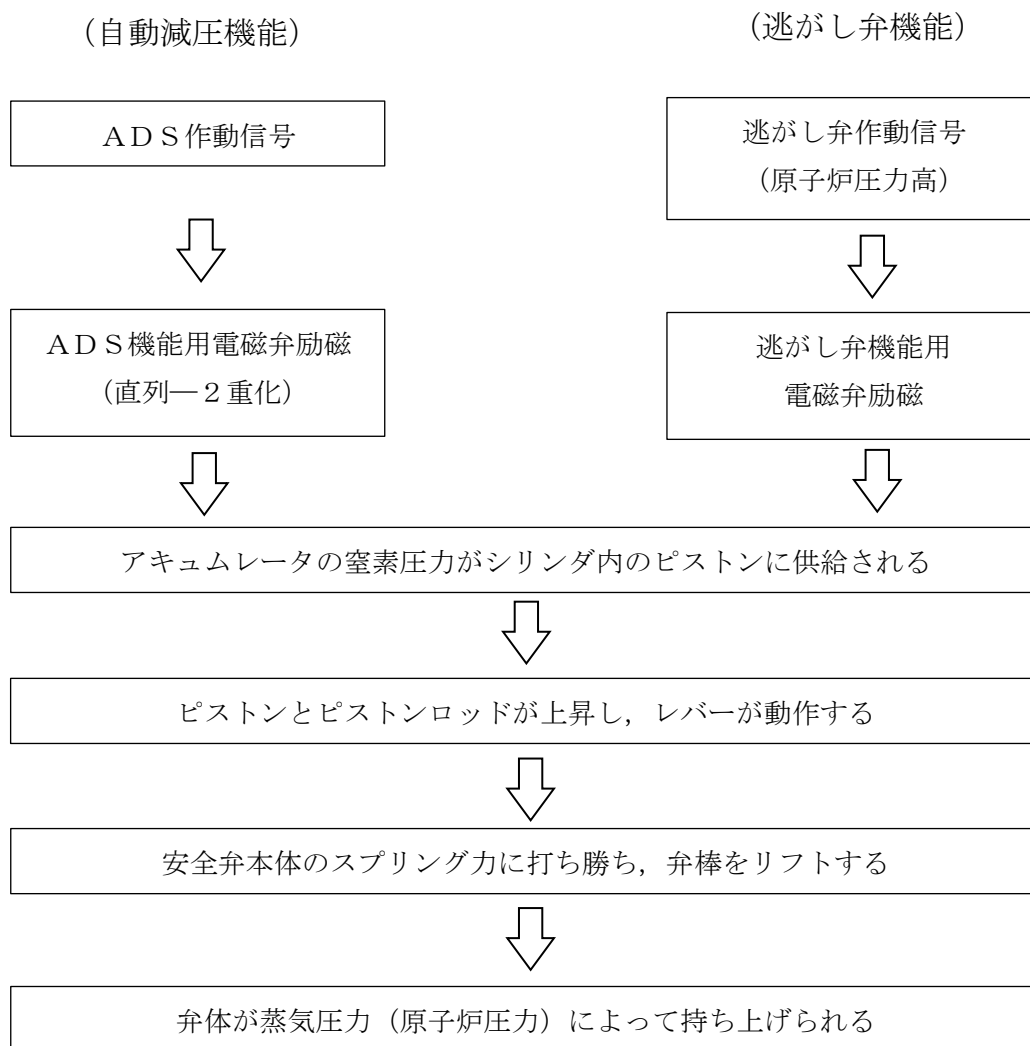 (自動減圧機能)
(逃がし弁機能)
ADS作動信号
逃がし弁作動信号
(原子炉圧力高)
ADS機能用電磁弁励磁
(直列―2重化)
逃がし弁機能用
電磁弁励磁
アキュムレータの窒素圧力がシリンダ内のピストンに供給される
ピストンとピストンロッドが上昇し,レバーが動作する
安全弁本体のスプリング力に打ち勝ち,弁棒をリフトする
弁体が蒸気圧力(原子炉圧力)によって持ち上げられる